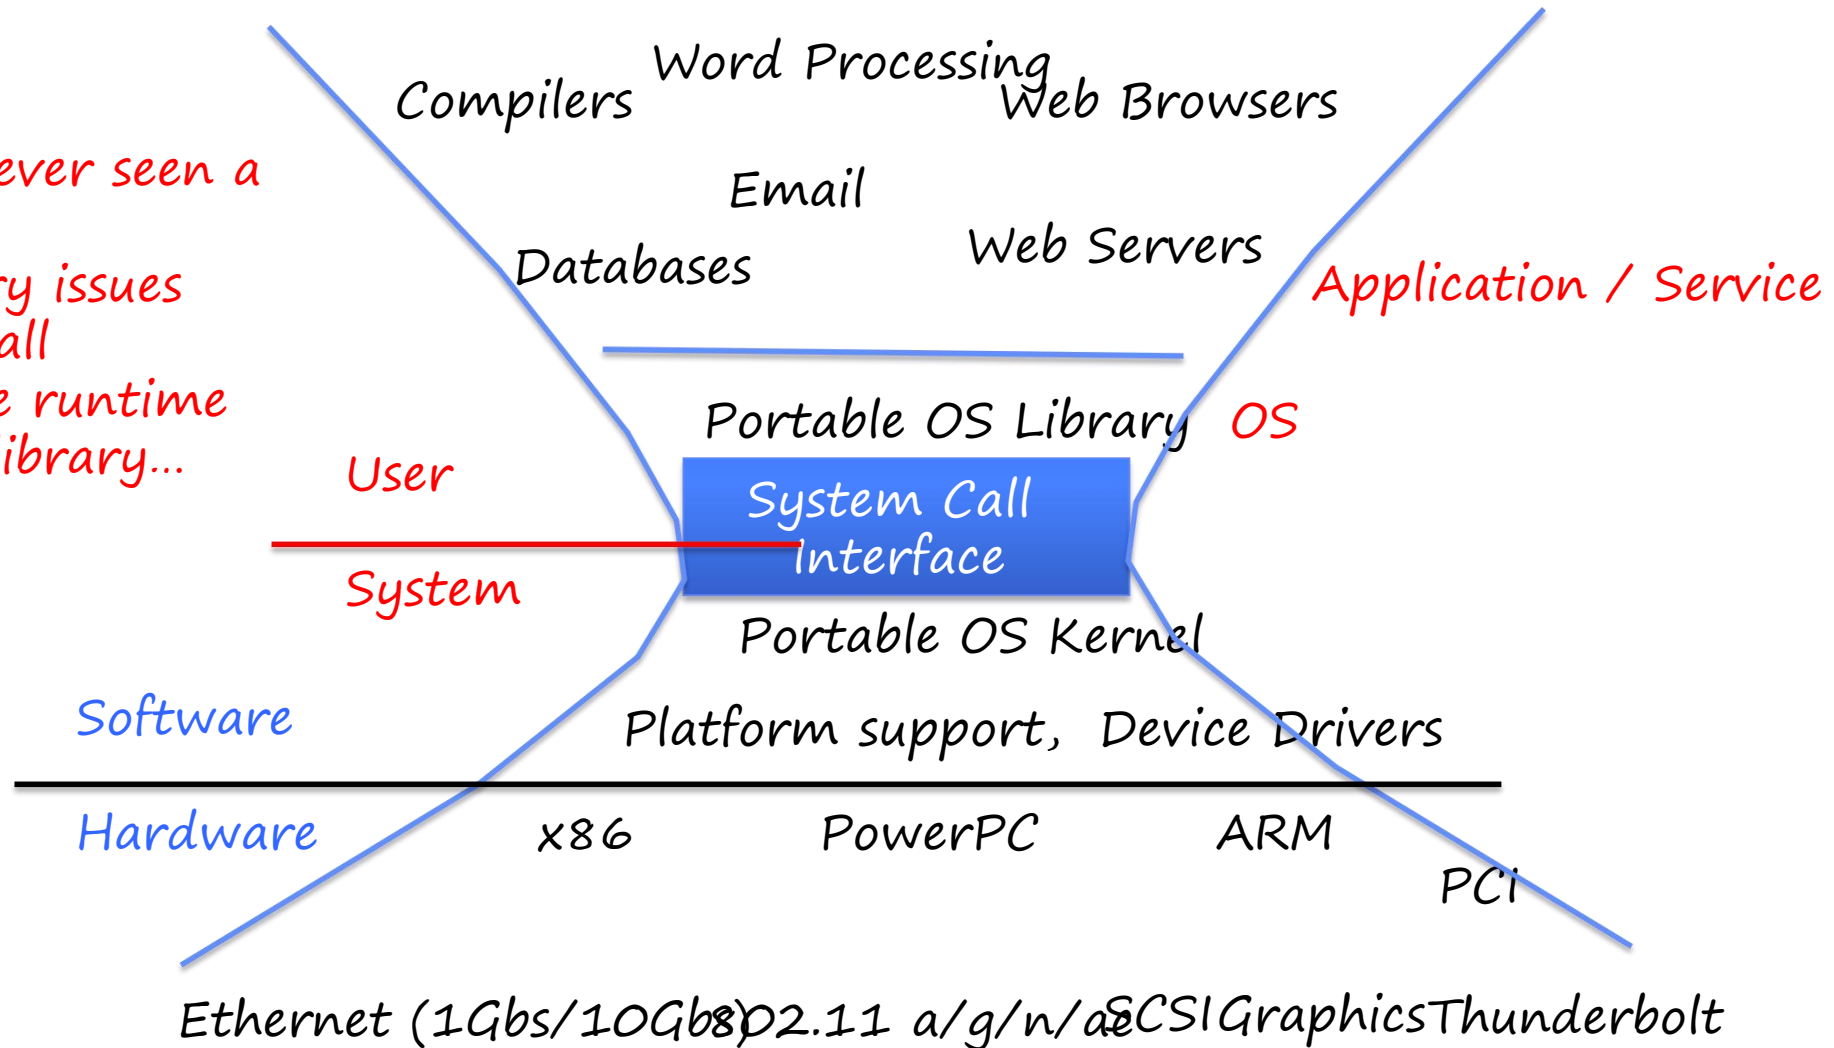 Word Processing
Compilers
Web Browsers
ever seen a
Email
Web Servers
Databases
issues
Application / Service
all
runtime
Portable OS Library
OS
library...
User
System Call
Interface
System
Portable OS Kernel
Software
Platform support, Device Drivers
Hardware
x86
PowerPC
ARM
PCI
Ethernet (1Gbs/10Gbs)
802.11 a/g/n/ac
SCSI
Graphics
Thunderbolt